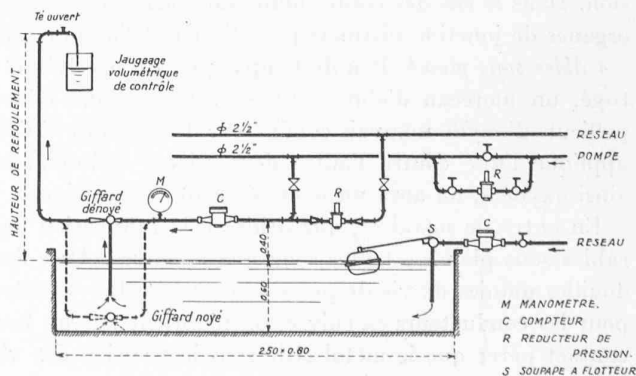 Té ouvert
Jaugeage
volumétrique
de contrôle
HAUTEUR DE REFOULEMENT
ϕ 2½"
RESEAU
ϕ 2½"
POMPE
M
C
R
R
Giffard
dénoyé
S
RESEAU
0,40
0,60
Giffard noyé
2.50 × 0.80
M MANOMÈTRE.
C COMPTEUR
R REDUCTEUR DE
PRESSION.
S SOUPAPE A FLOTTEUR